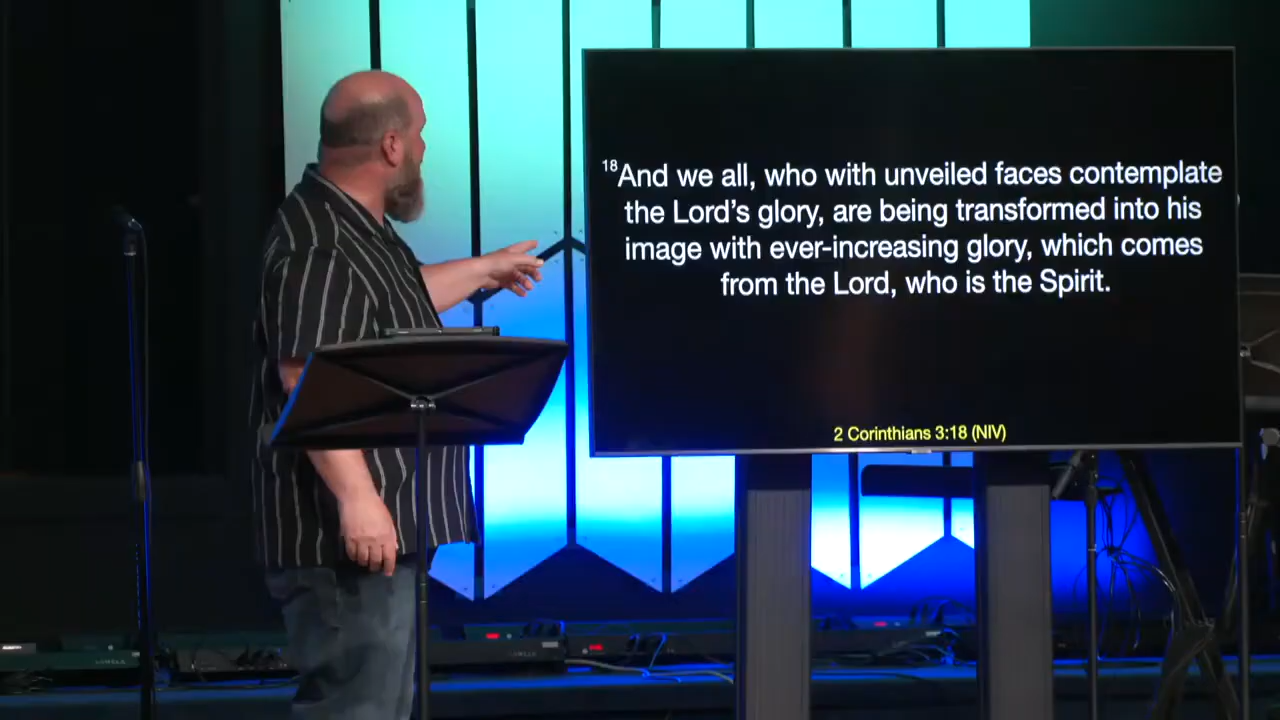 18And we all, who with unveiled faces contemplate
the Lord's glory, are being transformed into his
image with ever-increasing glory, which comes
from the Lord, who is the Spirit.
2 Corinthians 3:18 (NIV)